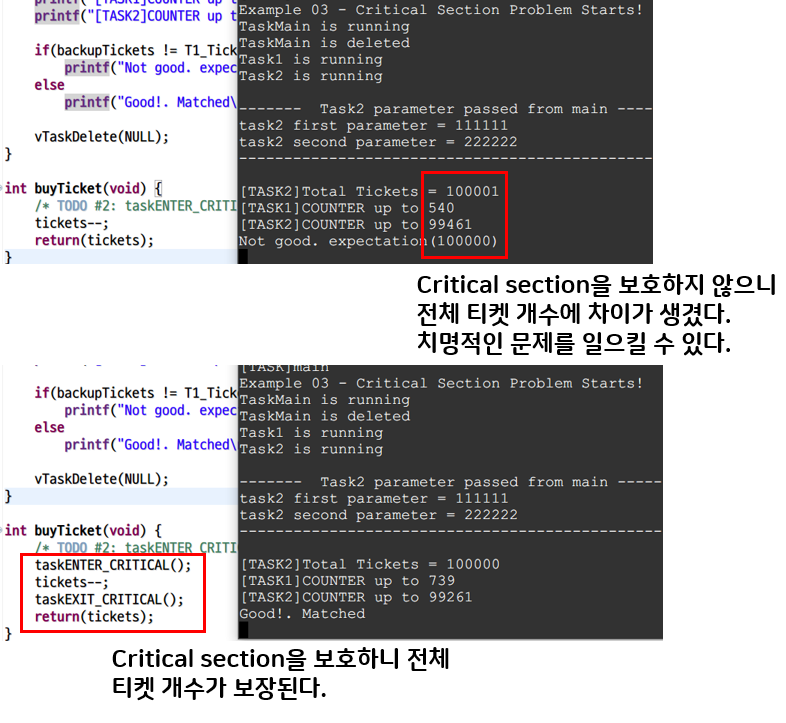 printf("[TASK1]COUNTER up t
printf("[TASK2]COUNTER up t
if(backupTickets != T1_Tick
printf("Not good. expec
else
printf("Good!. Matched\
vTaskDelete(NULL);
}
int buyTicket(void) {
/* TODO #2: taskENTER_CRITI
tickets--;
return(tickets);
}
Example 03 - Critical Section Problem Starts!
TaskMain is running
TaskMain is deleted
Task1 is running
Task2 is running
------- Task2 parameter passed from main ----
task2 first parameter = 111111
task2 second parameter = 222222
---------------------------------------------
[TASK2]Total Tickets = 100001
[TASK1]COUNTER up to 540
[TASK2]COUNTER up to 99461
Not good. expectation(100000)
Critical section을 보호하지 않으니
전체 티켓 개수에 차이가 생겼다.
치명적인 문제를 일으킬 수 있다.
if(backupTickets != T1_Tick
printf("Not good. expec
else
printf("Good!. Matched\
vTaskDelete(NULL);
}
int buyTicket(void) {
/* TODO #2: taskENTER_CRITI
taskENTER_CRITICAL();
tickets--;
taskEXIT_CRITICAL();
return(tickets);
}
[TASK]main
Example 03 - Critical Section Problem Starts!
TaskMain is running
TaskMain is deleted
Task1 is running
Task2 is running
------- Task2 parameter passed from main -----
task2 first parameter = 111111
task2 second parameter = 222222
----------------------------------------------
[TASK2]Total Tickets = 100000
[TASK1]COUNTER up to 739
[TASK2]COUNTER up to 99261
Good!. Matched
Critical section을 보호하니 전체
티켓 개수가 보장된다.